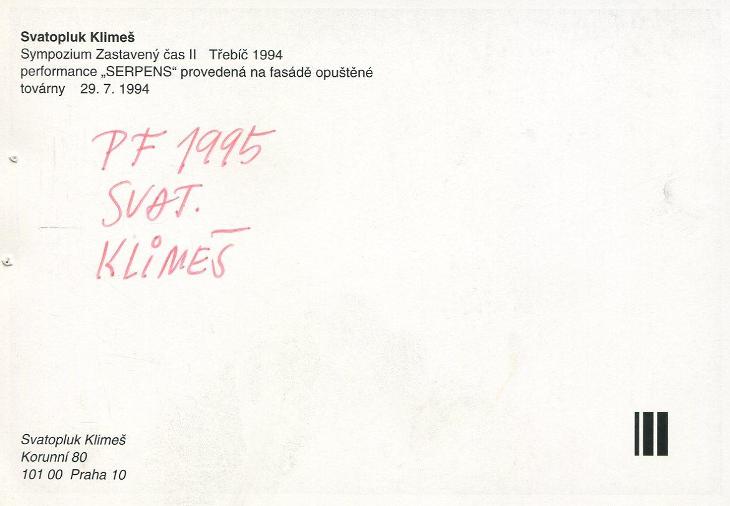 Svatopluk Klimeš
Sympozium Zastavený čas II Třebíč 1994
performance „SERPENS“ provedená na fasádě opuštěné
továrny 29. 7. 1994
PF 1995
SVAT.
KLIMEŠ
Svatopluk Klimeš
Korunní 80
101 00 Praha 10